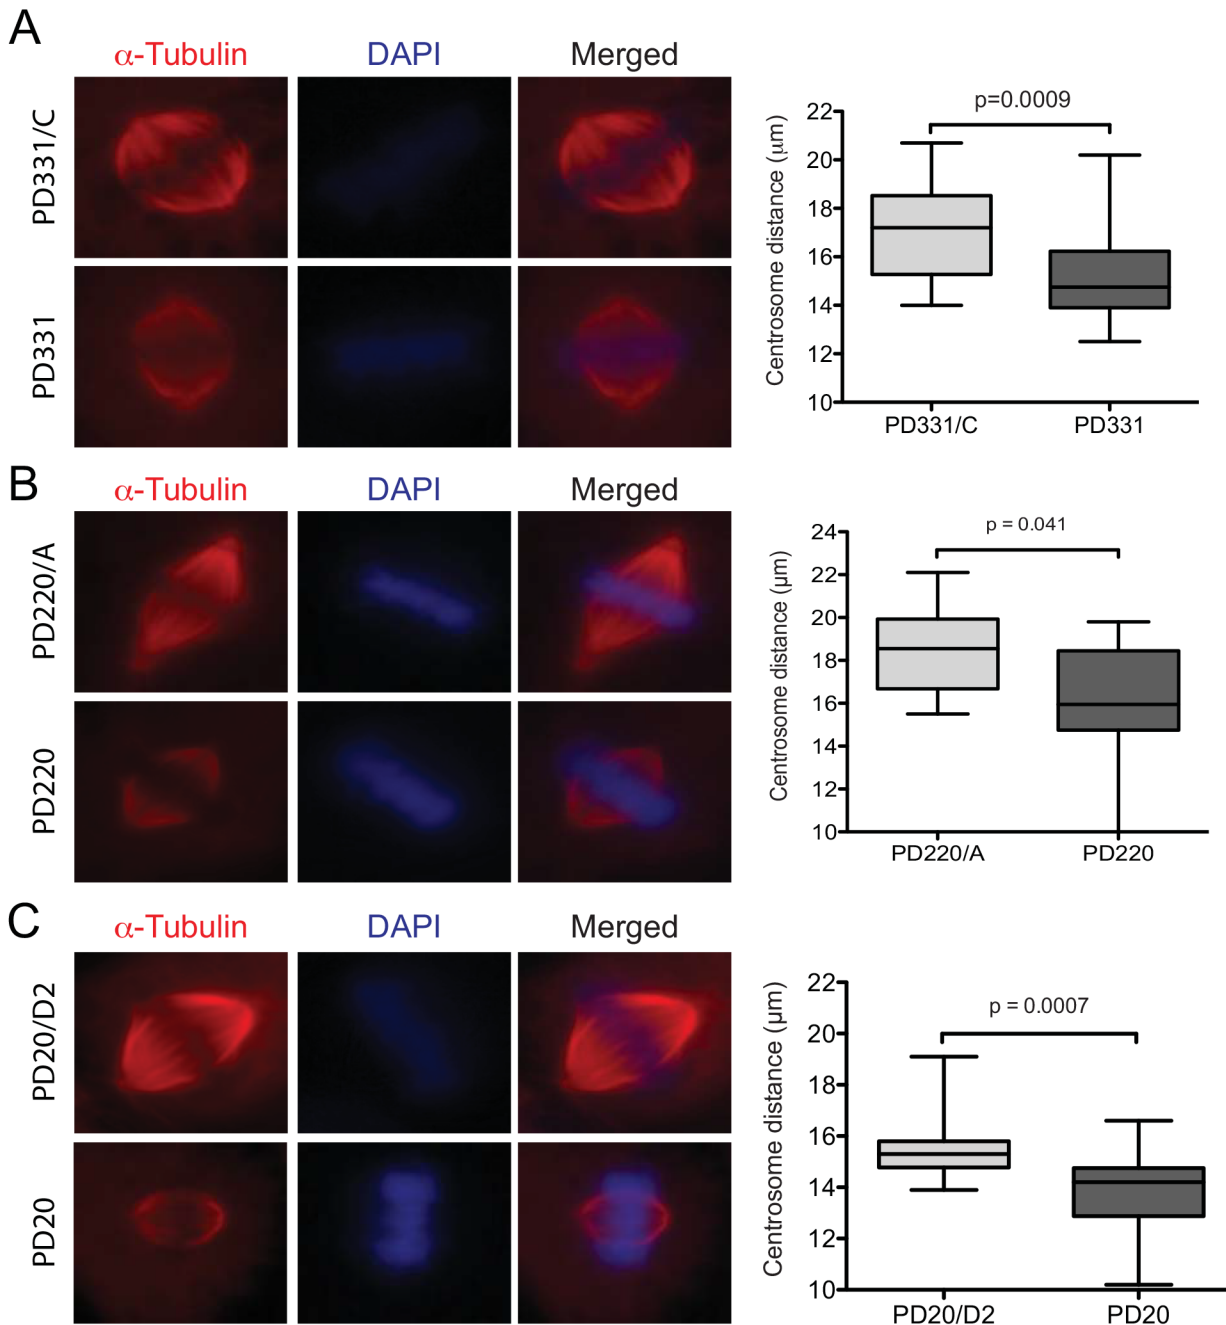 A
α-Tubulin DAPI Merged
PD331/C
PD331
p=0.0009
Centrosome distance (μm)
22
20
18
16
14
12
10
PD331/C PD331
B
α-Tubulin DAPI Merged
PD220/A
PD220
p = 0.041
Centrosome distance (μm)
24
22
20
18
16
14
12
10
PD220/A PD220
C
α-Tubulin DAPI Merged
PD20/D2
PD20
p = 0.0007
Centrosome distance (μm)
22
20
18
16
14
12
10
PD20/D2 PD20